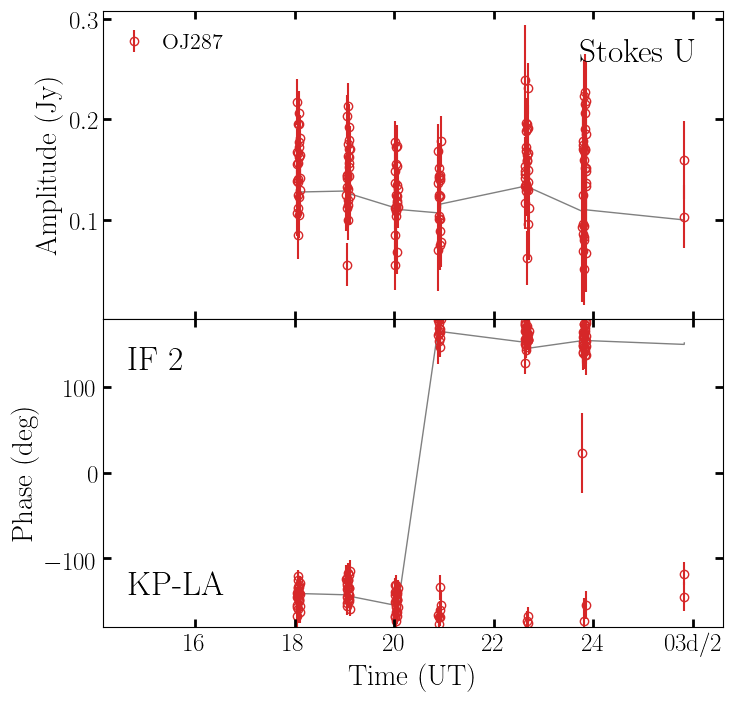 0.3
OJ287
Stokes U
0.2
0.1
Amplitude (Jy)
IF 2
100
0
−100
Phase (deg)
KP-LA
16 18 20 22 24 03d/2
Time (UT)